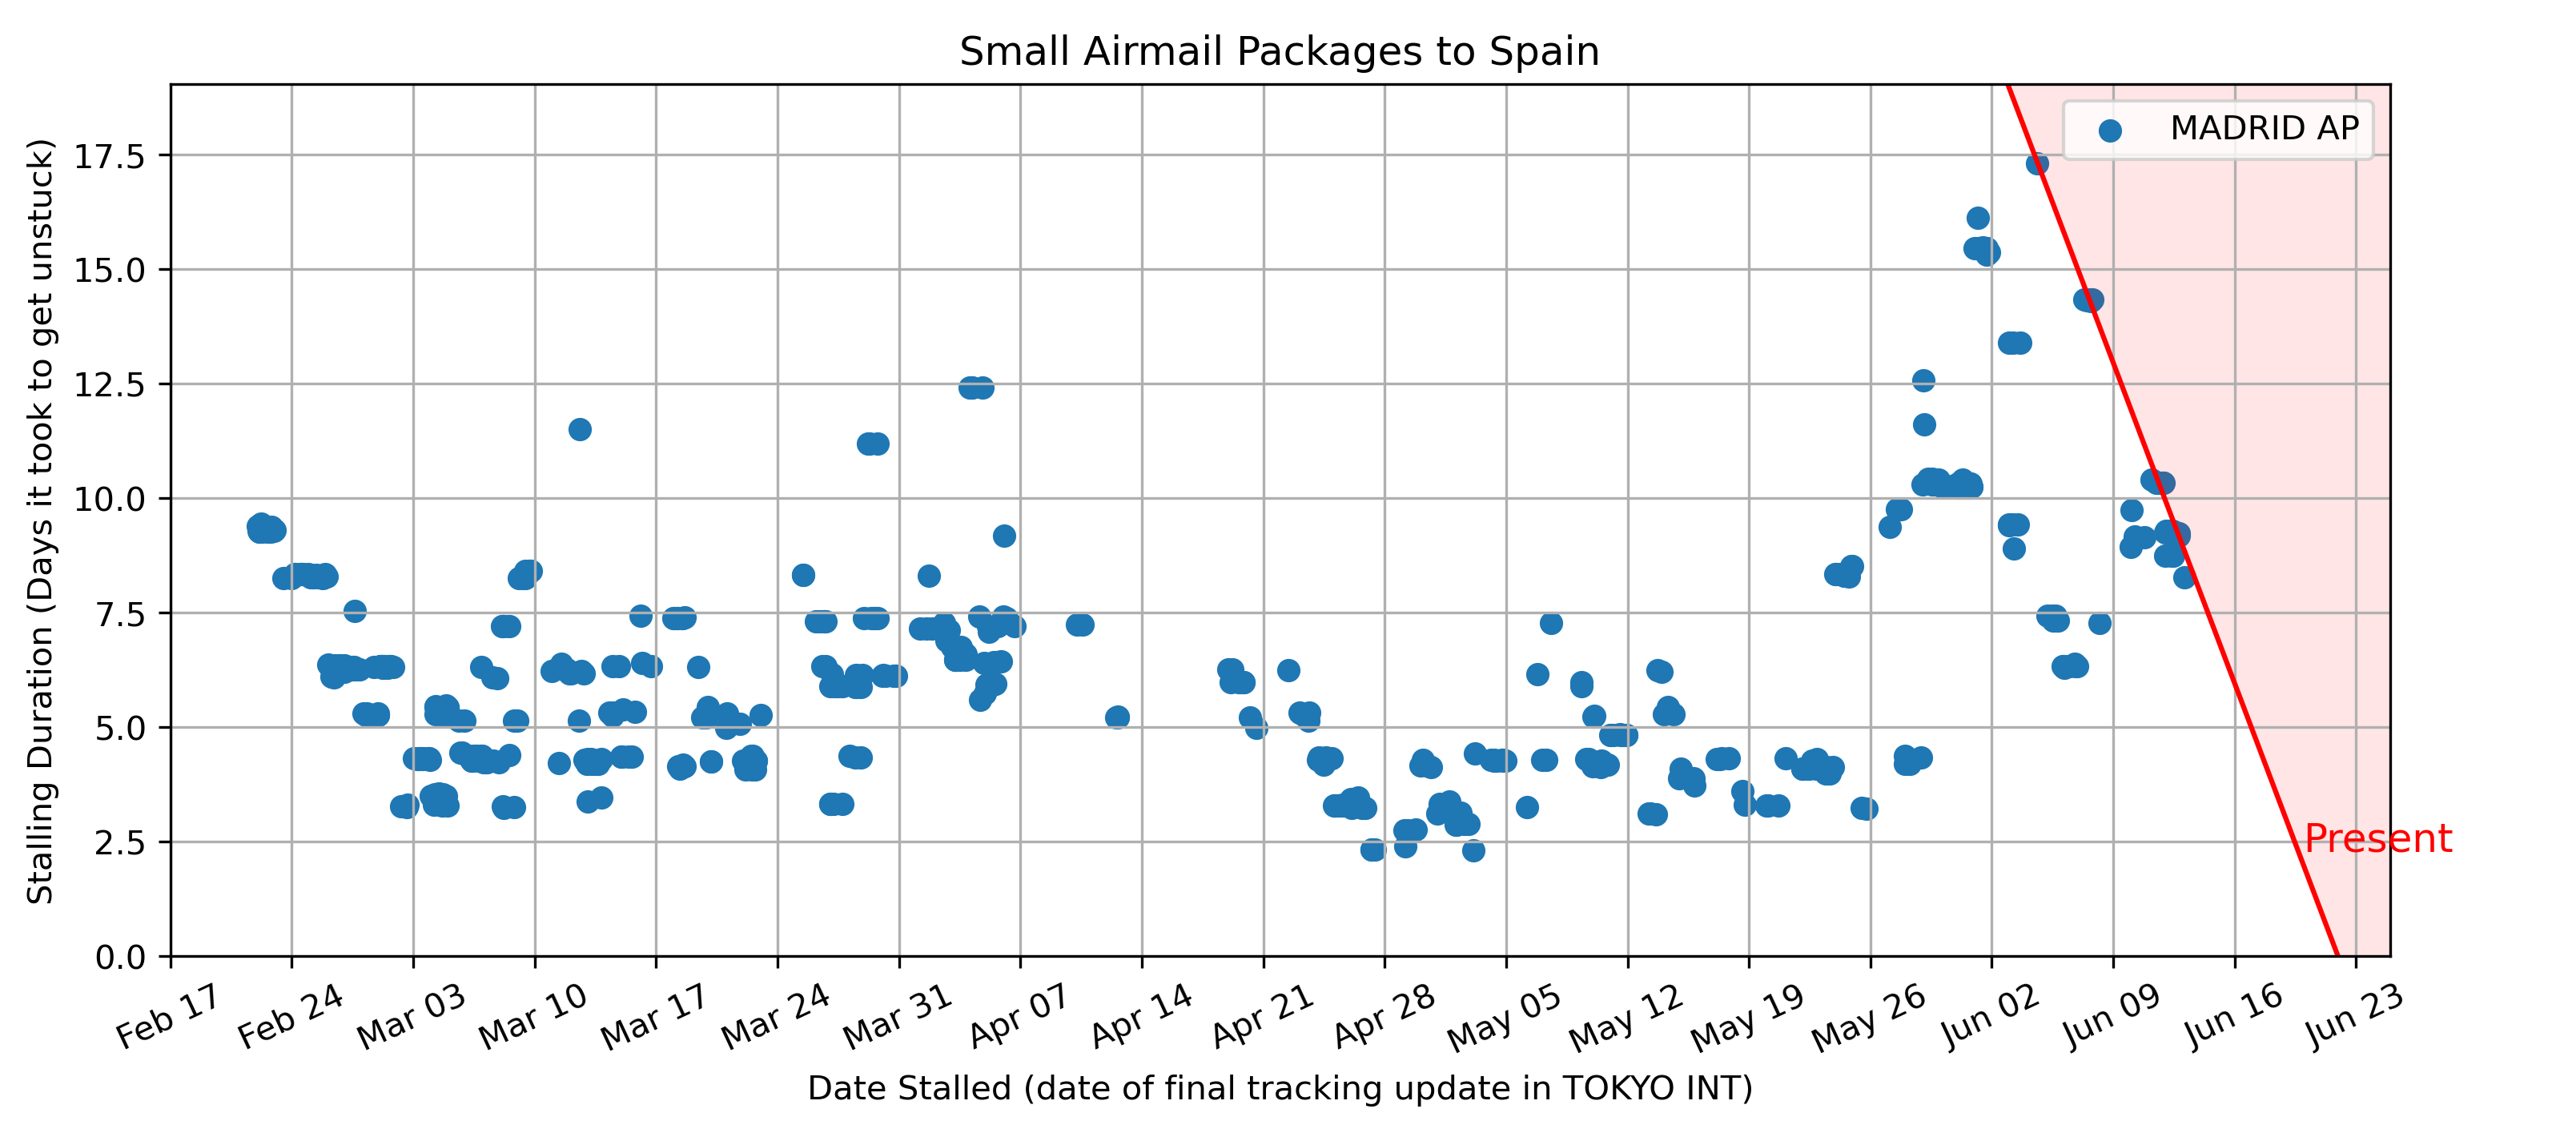 Small Airmail Packages to Spain
MADRID AP
Stalling Duration (Days it took to get unstuck)
17.5
15.0
12.5
10.0
7.5
5.0
2.5
0.0
Present
Feb 17
Feb 24
Mar 03
Mar 10
Mar 17
Mar 24
Mar 31
Apr 07
Apr 14
Apr 21
Apr 28
May 05
May 12
May 19
May 26
Jun 02
Jun 09
Jun 16
Jun 23
Date Stalled (date of final tracking update in TOKYO INT)